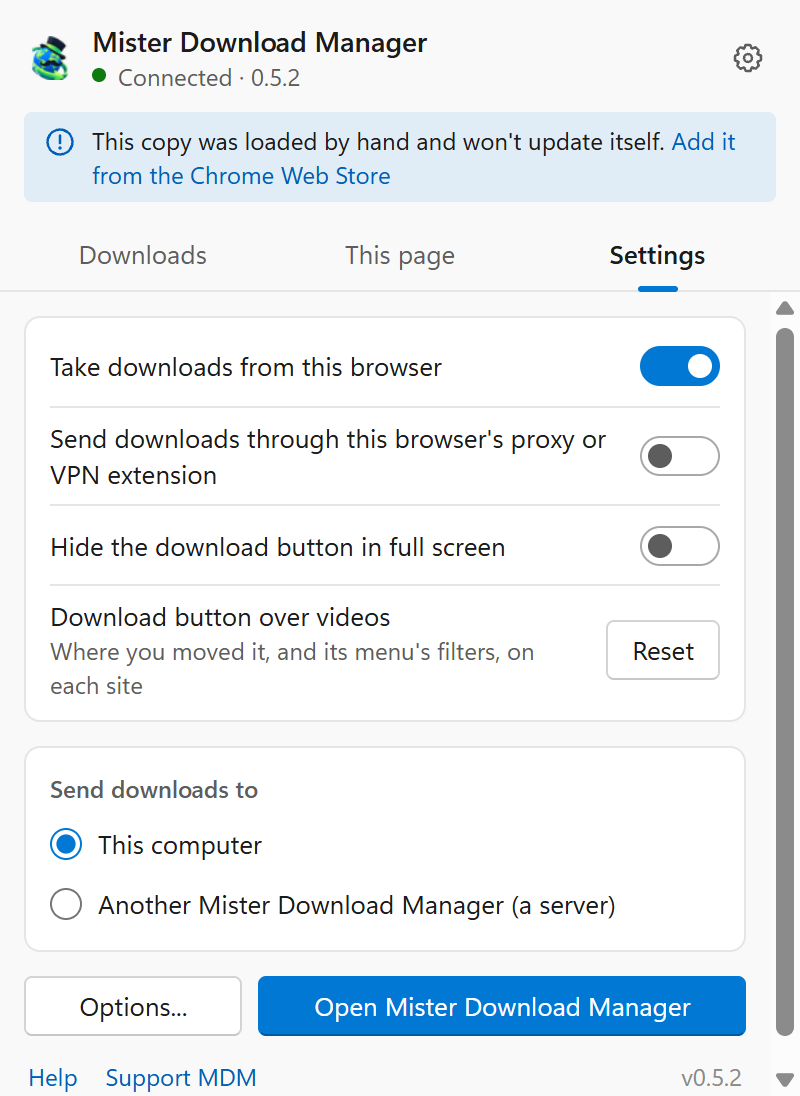 Mister Download Manager
Connected · 0.5.2
This copy was loaded by hand and won't update itself. Add it
from the Chrome Web Store
Downloads
This page
Settings
Take downloads from this browser
Send downloads through this browser's proxy or
VPN extension
Hide the download button in full screen
Download button over videos
Where you moved it, and its menu's filters, on
each site
Reset
Send downloads to
This computer
Another Mister Download Manager (a server)
Options...
Open Mister Download Manager
Help
Support MDM
v0.5.2